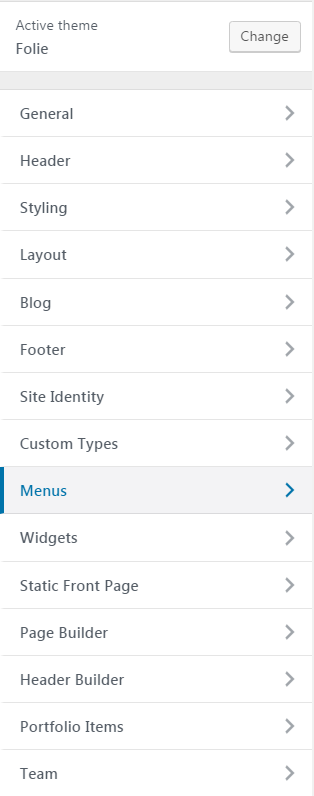 Active theme
Folie
Change
General
Header
Styling
Layout
Blog
Footer
Site Identity
Custom Types
Menus
Widgets
Static Front Page
Page Builder
Header Builder
Portfolio Items
Team